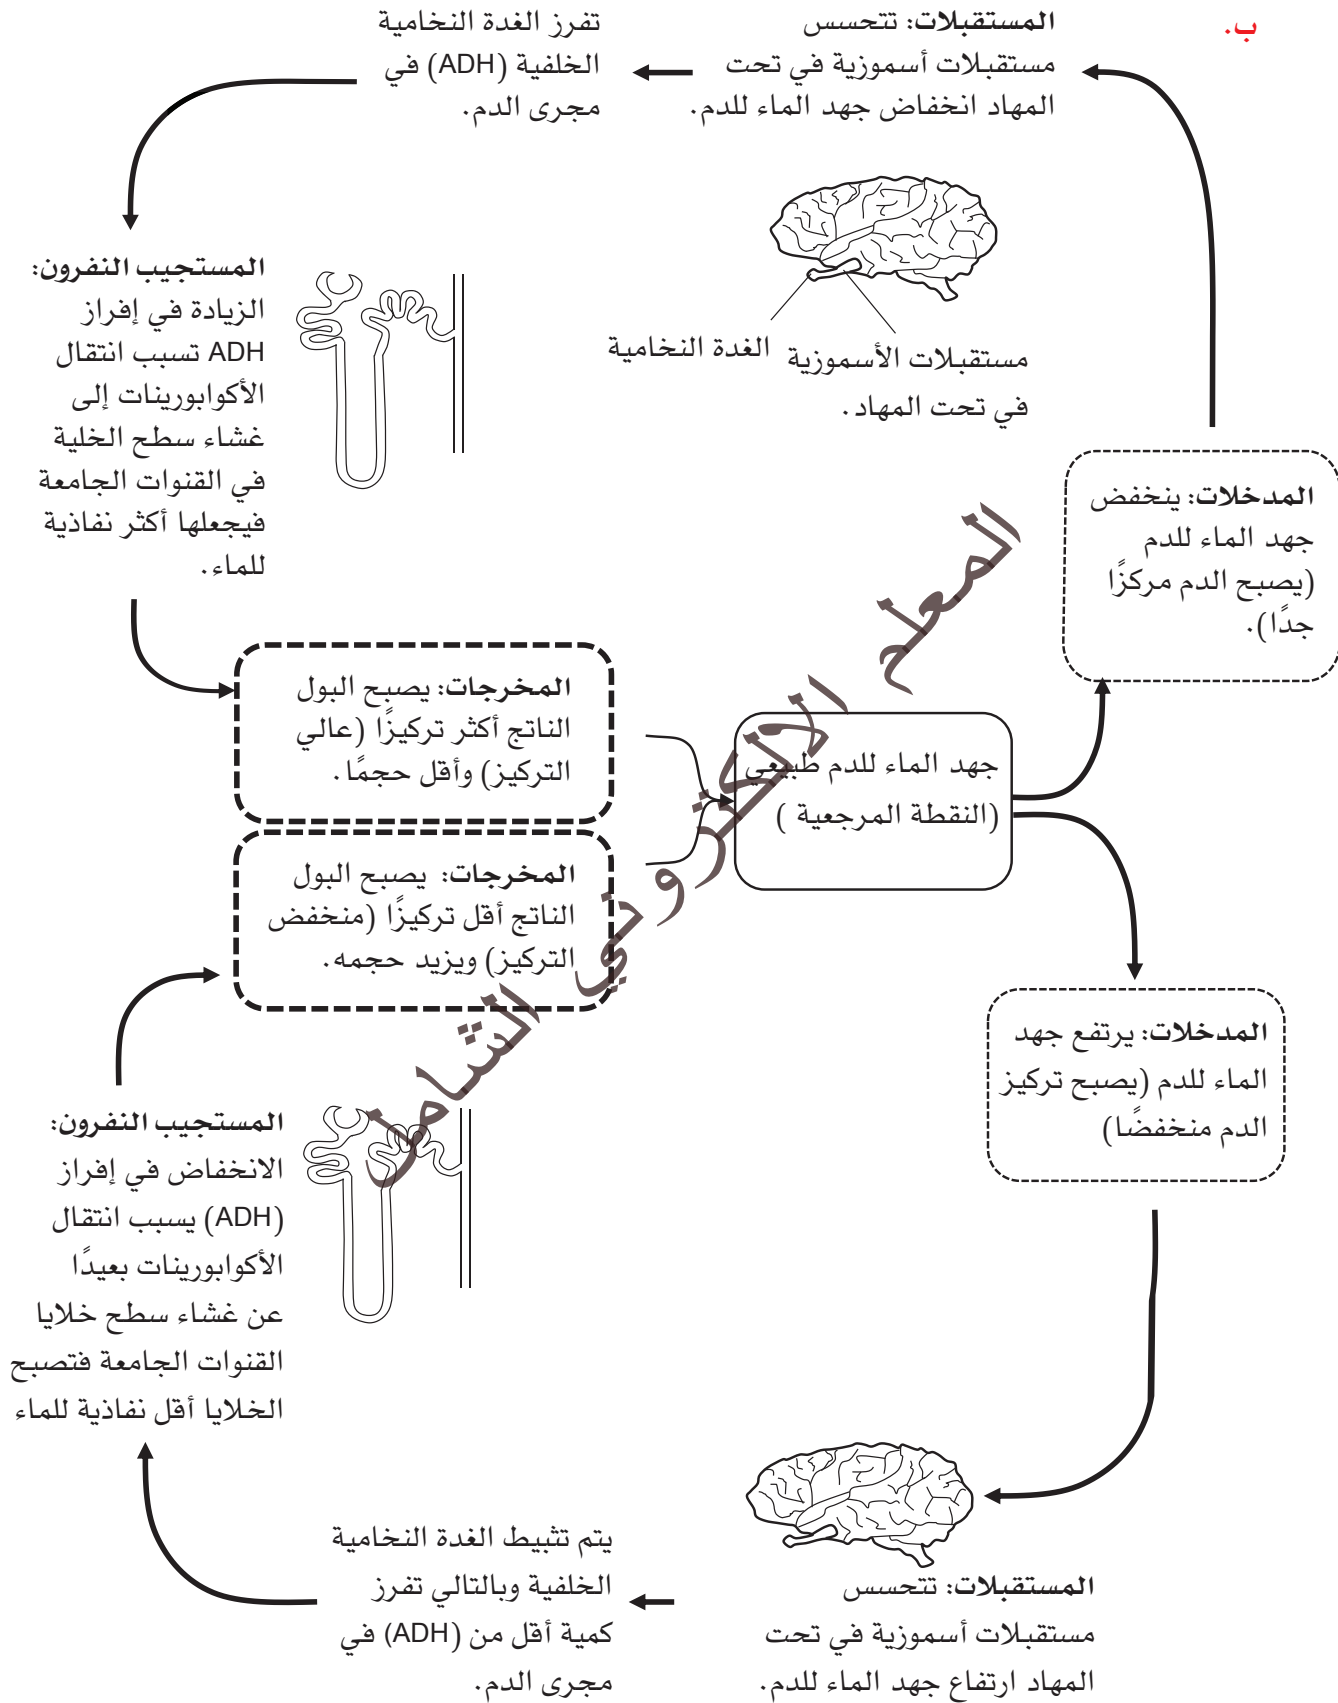 ب.
المستقبلات: تتحسس
مستقبلات أسموزية في تحت
المهاد انخفاض جهد الماء للدم.
تفرز الغدة النخامية
الخلفية (ADH) في
مجرى الدم.
الغدة النخامية
مستقبلات الأسموزية
في تحت المهاد.
المستجيب النفرون:
الزيادة في إفراز
ADH تسبب انتقال
الأكوابورينات إلى
غشاء سطح الخلية
في القنوات الجامعة
فيجعلها أكثر نفاذية
للماء.
المدخلات: ينخفض
جهد الماء للدم
(يصبح الدم مركزًا
جدًا).
المخرجات: يصبح البول
الناتج أكثر تركيزًا (عالي
التركيز) وأقل حجمًا.
جهد الماء للدم طبيعي
(النقطة المرجعية )
المخرجات: يصبح البول
الناتج أقل تركيزًا (منخفض
التركيز) ويزيد حجمه.
المدخلات: يرتفع جهد
الماء للدم (يصبح تركيز
الدم منخفضًا)
المستجيب النفرون:
الانخفاض في إفراز
(ADH) يسبب انتقال
الأكوابورينات بعيدًا
عن غشاء سطح خلايا
القنوات الجامعة فتصبح
الخلايا أقل نفاذية للماء
المستقبلات: تتحسس
مستقبلات أسموزية في تحت
المهاد ارتفاع جهد الماء للدم.
يتم تثبيط الغدة النخامية
الخلفية وبالتالي تفرز
كمية أقل من (ADH) في
مجرى الدم.
المعلم الالكتروني الشامل